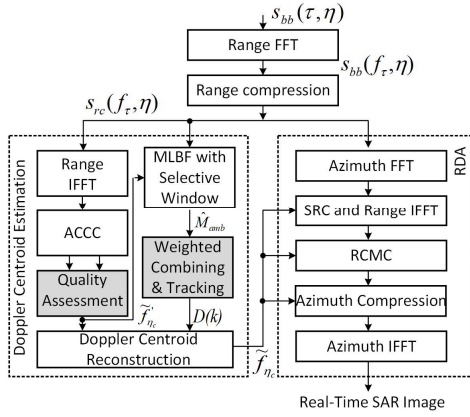 s_bb(τ,η)
Range FFT
s_bb(f_τ,η)
Range compression
s_rc(f_τ,η)
Doppler Centroid Estimation
Range
IFFT
ACCC
Quality
Assessment
f̃'_ηc
MLBF with
Selective
Window
M̂_amb
Weighted
Combining
& Tracking
D(k)
Doppler Centroid
Reconstruction
f̃_ηc
RDA
Azimuth FFT
SRC and Range IFFT
RCMC
Azimuth Compression
Azimuth IFFT
Real-Time SAR Image